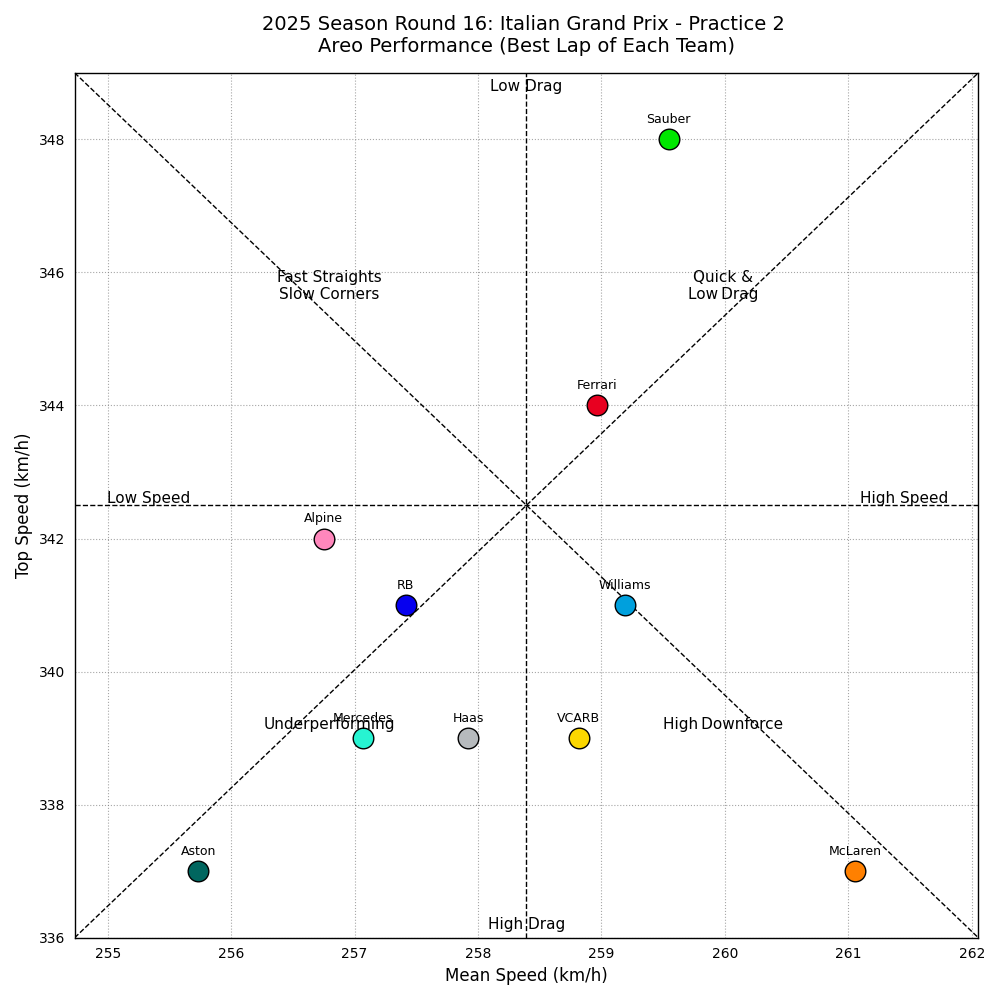 2025 Season Round 16: Italian Grand Prix - Practice 2
Areo Performance (Best Lap of Each Team)
Low Drag
Sauber
348
Fast Straights
Slow Corners
Quick &
Low Drag
346
Ferrari
344
Low Speed
High Speed
Top Speed (km/h)
Alpine
342
RB
Williams
340
Underperforming
Mercedes
Haas
VCARB
High Downforce
338
Aston
McLaren
High Drag
336
255
256
257
258
259
260
261
262
Mean Speed (km/h)